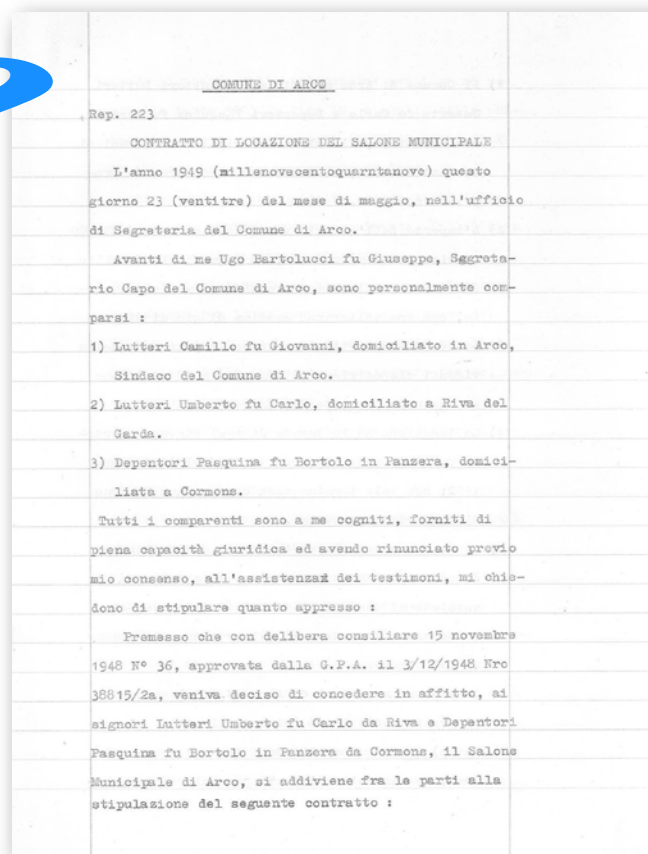 COMUNE DI ARCO
Rep. 223
CONTRATTO DI LOCAZIONE DEL SALONE MUNICIPALE
L'anno 1949 (millenovecentoquarntanove) questo
giorno 23 (ventitre) del mese di maggio, nell'ufficio
di Segreteria del Comune di Arco.
Avanti di me Ugo Bartolucci fu Giuseppe, Sggreta-
rio Capo del Comune di Arco, sono personalmente com-
parsi :
1) Lutteri Camillo fu Giovanni, domiciliato in Arco,
Sindaco del Comune di Arco.
2) Lutteri Umberto fu Carlo, domiciliato a Riva del
Garda.
3) Depentori Pasquina fu Bortolo in Panzera, domici-
liata a Cormons.
Tutti i comparenti sono a me cogniti, forniti di
piena capacità giuridica ed avendo rinunciato previo
mio consenso, all'assistenzaì dei testimoni, mi chie-
dono di stipulare quanto appresso :
Premesso che con delibera consiliare 15 novembre
1948 N° 36, approvata dalla G.P.A. il 3/12/1948 Nro
38815/2a, veniva deciso di concedere in affitto, ai
signori Lutteri Umberto fu Carlo da Riva e Depentori
Pasquina fu Bortolo in Panzera da Cormons, il Salone
Municipale di Arco, si addiviene fra le parti alla
stipulazione del seguente contratto :